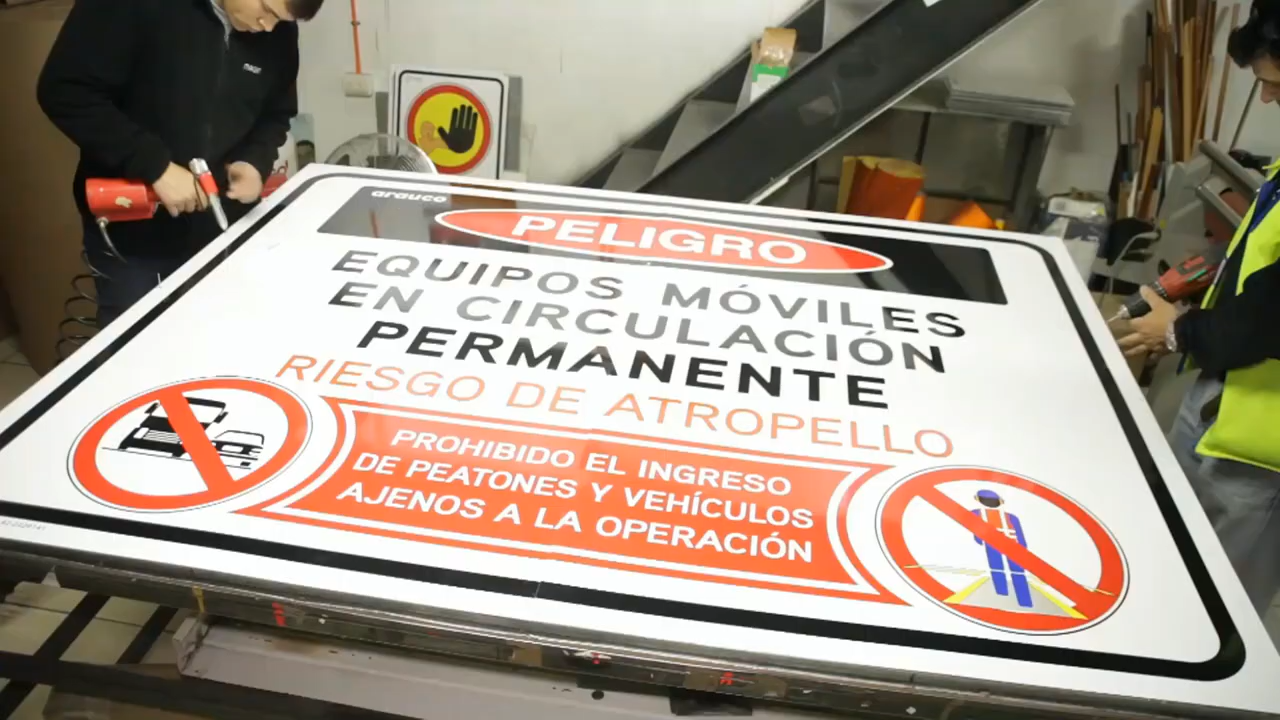 arauco
PELIGRO
EQUIPOS MÓVILES
EN CIRCULACIÓN
PERMANENTE
RIESGO DE ATROPELLO
PROHIBIDO EL INGRESO
DE PEATONES Y VEHÍCULOS
AJENOS A LA OPERACIÓN